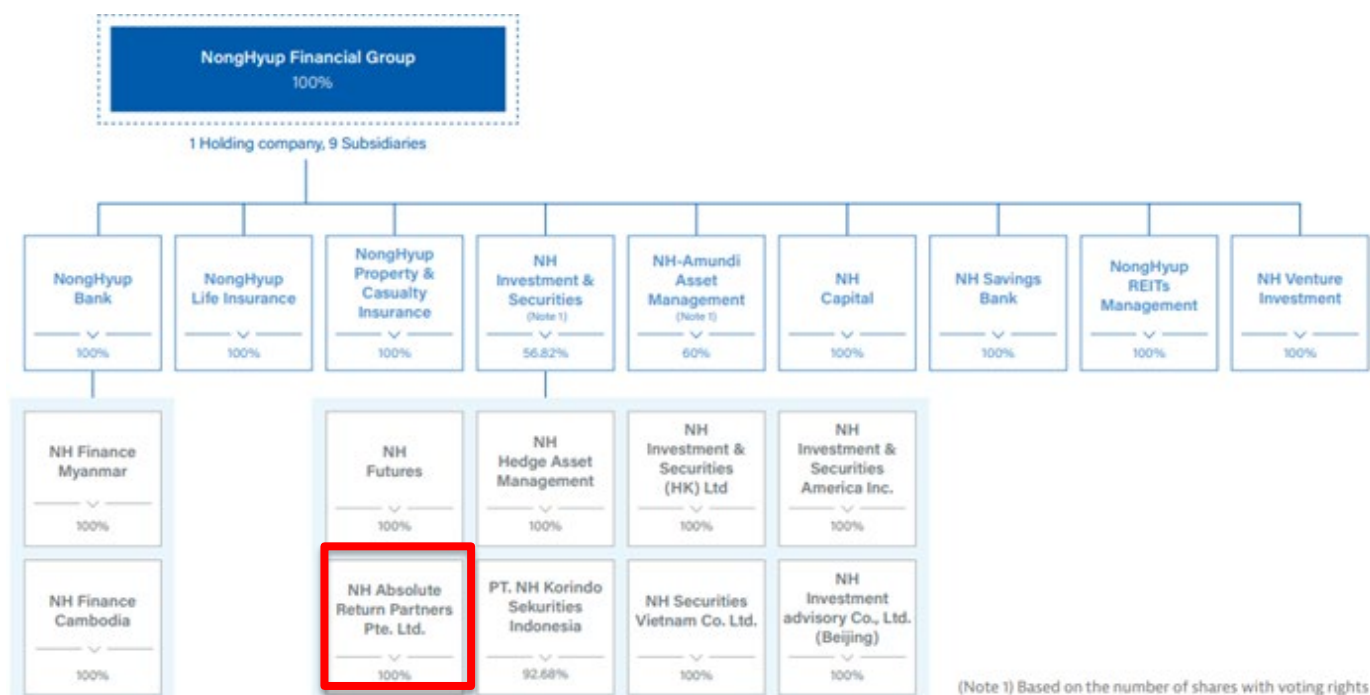 NongHyup Financial Group
100%
1 Holding company, 9 Subsidiaries
NongHyup
Bank
100%
NongHyup
Life Insurance
100%
NongHyup
Property &
Casualty
Insurance
100%
NH
Investment &
Securities
(Note 1)
56.82%
NH-Amundi
Asset
Management
(Note 1)
60%
NH
Capital
100%
NH Savings
Bank
100%
NongHyup
REITs
Management
100%
NH Venture
Investment
100%
NH Finance
Myanmar
100%
NH
Futures
100%
NH
Hedge Asset
Management
100%
NH
Investment &
Securities
(HK) Ltd
100%
NH
Investment &
Securities
America Inc.
100%
NH Finance
Cambodia
100%
NH Absolute
Return Partners
Pte. Ltd.
100%
PT. NH Korindo
Sekuritas
Indonesia
92.68%
NH Securities
Vietnam Co. Ltd.
100%
NH
Investment
advisory Co., Ltd.
(Beijing)
100%
(Note 1) Based on the number of shares with voting rights